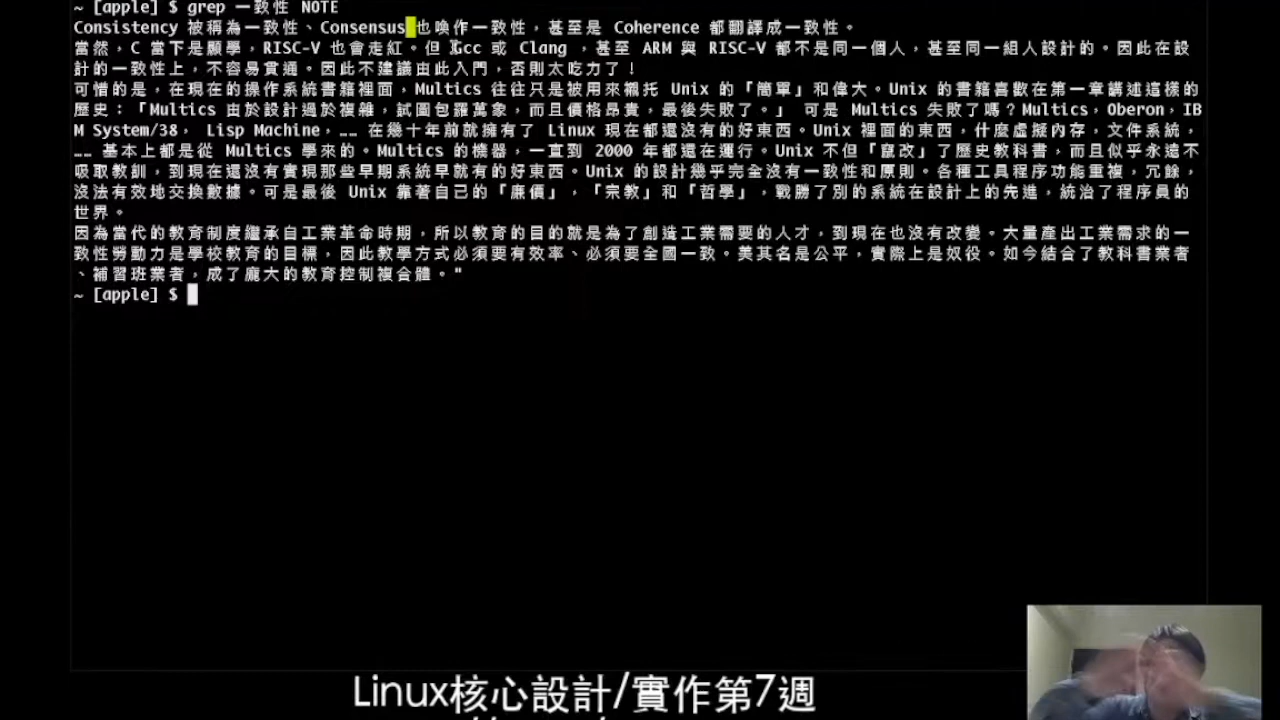 ~ [apple] $ grep 一致性 NOTE
Consistency 被稱為一致性、Consensus 也喚作一致性，甚至是 Coherence 都翻譯成一致性。
當然，C 當下是顯學，RISC-V 也會走紅。但 Gcc 或 Clang ，甚至 ARM 與 RISC-V 都不是同一個人，甚至同一組人設計的。因此在設
計的一致性上，不容易貫通。因此不建議由此入門，否則太吃力了！
可惜的是，在現在的操作系統書籍裡面，Multics 往往只是被用來襯托 Unix 的「簡單」和偉大。Unix 的書籍喜歡在第一章講述這樣的
歷史：「Multics 由於設計過於複雜，試圖包羅萬象，而且價格昂貴，最後失敗了。」 可是 Multics 失敗了嗎？Multics，Oberon，IB
M System/38， Lisp Machine，…… 在幾十年前就擁有了 Linux 現在都還沒有的好東西。Unix 裡面的東西，什麼虛擬內存，文件系統，
…… 基本上都是從 Multics 學來的。Multics 的機器，一直到 2000 年都還在運行。Unix 不但「竄改」了歷史教科書，而且似乎永遠不
吸取教訓，到現在還沒有實現那些早期系統早就有的好東西。Unix 的設計幾乎完全沒有一致性和原則。各種工具程序功能重複，冗餘，
沒法有效地交換數據。可是最後 Unix 靠著自己的「廉價」，「宗教」和「哲學」，戰勝了別的系統在設計上的先進，統治了程序員的
世界。
因為當代的教育制度繼承自工業革命時期，所以教育的目的就是為了創造工業需要的人才，到現在也沒有改變。大量產出工業需求的一
致性勞動力是學校教育的目標，因此教學方式必須要有效率、必須要全國一致。美其名是公平，實際上是奴役。如今結合了教科書業者
、補習班業者，成了龐大的教育控制複合體。"
~ [apple] $
Linux核心設計/實作第7週